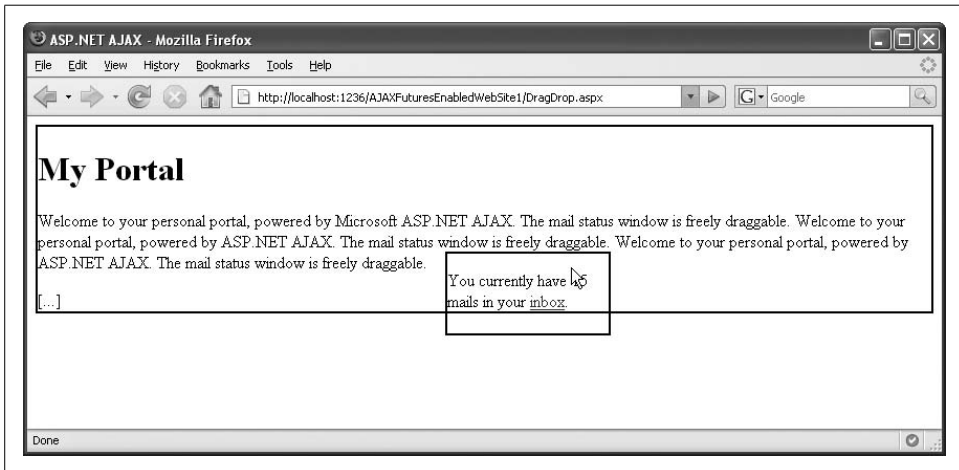 ASP.NET AJAX - Mozilla Firefox
File Edit View History Bookmarks Tools Help
http://localhost:1236/AJAXFuturesEnabledWebSite1/DragDrop.aspx
G Google
My Portal
Welcome to your personal portal, powered by Microsoft ASP.NET AJAX. The mail status window is freely draggable. Welcome to your
personal portal, powered by ASP.NET AJAX. The mail status window is freely draggable. Welcome to your personal portal, powered by
ASP.NET AJAX. The mail status window is freely draggable.
You currently have
mails in your inbox.
[...]
Done